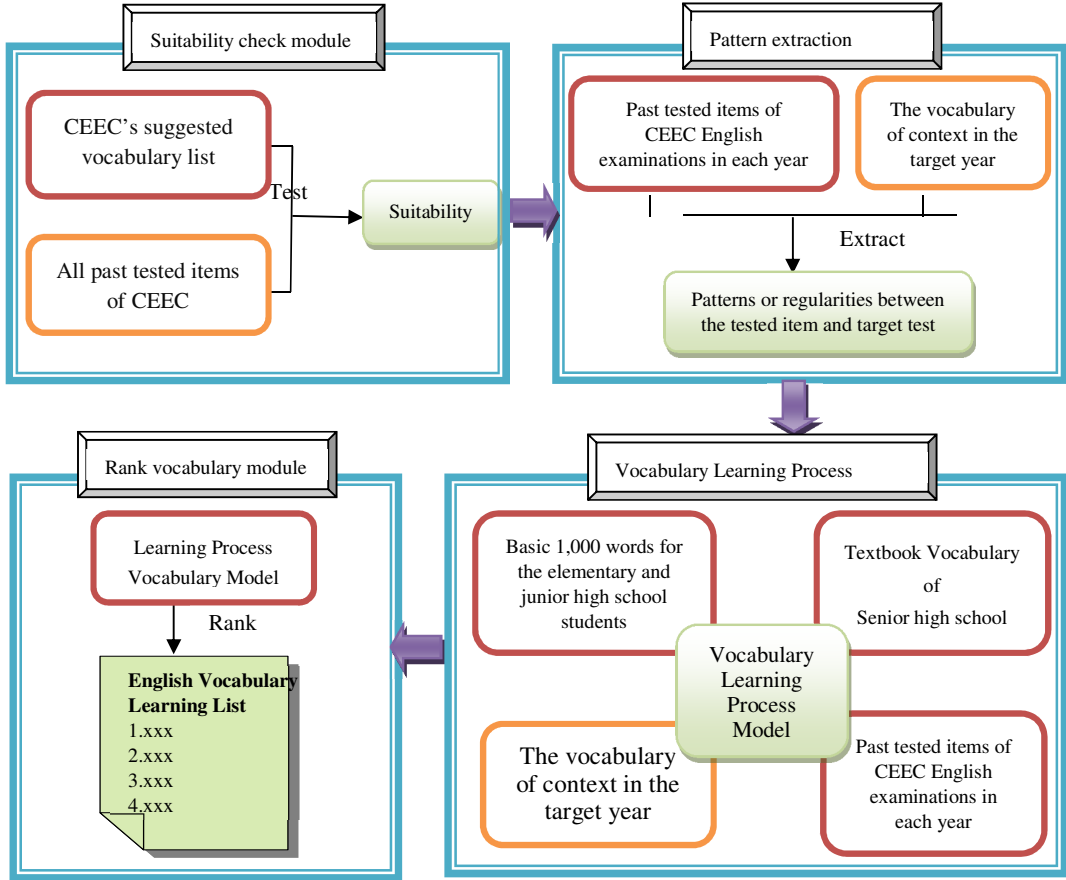 Suitability check module
CEEC's suggested
vocabulary list
Test
Suitability
All past tested items
of CEEC
Pattern extraction
Past tested items of
CEEC English
examinations in each year
The vocabulary
of context in the
target year
Extract
Patterns or regularities between
the tested item and target test
Rank vocabulary module
Learning Process
Vocabulary Model
Rank
English Vocabulary
Learning List
1.xxx
2.xxx
3.xxx
4.xxx
Vocabulary Learning Process
Basic 1,000 words for
the elementary and
junior high school
students
Textbook Vocabulary
of
Senior high school
Vocabulary
Learning
Process
Model
The vocabulary
of context in the
target year
Past tested items of
CEEC English
examinations in
each year